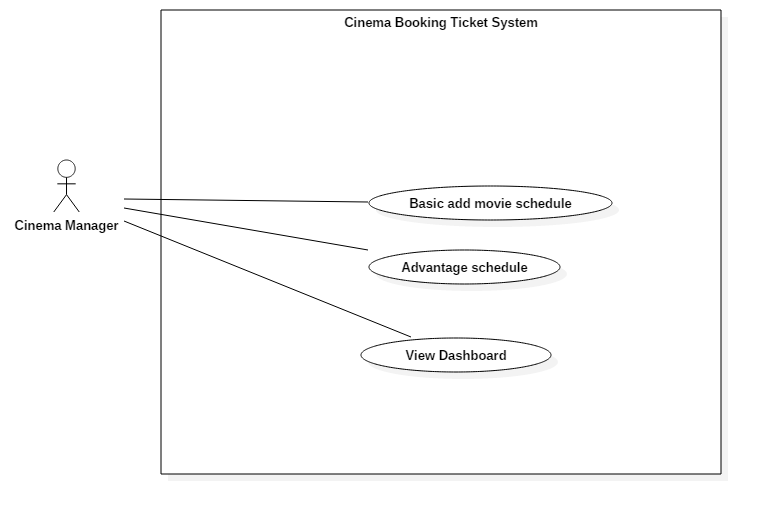 Cinema Booking Ticket System
Cinema Manager
Basic add movie schedule
Advantage schedule
View Dashboard